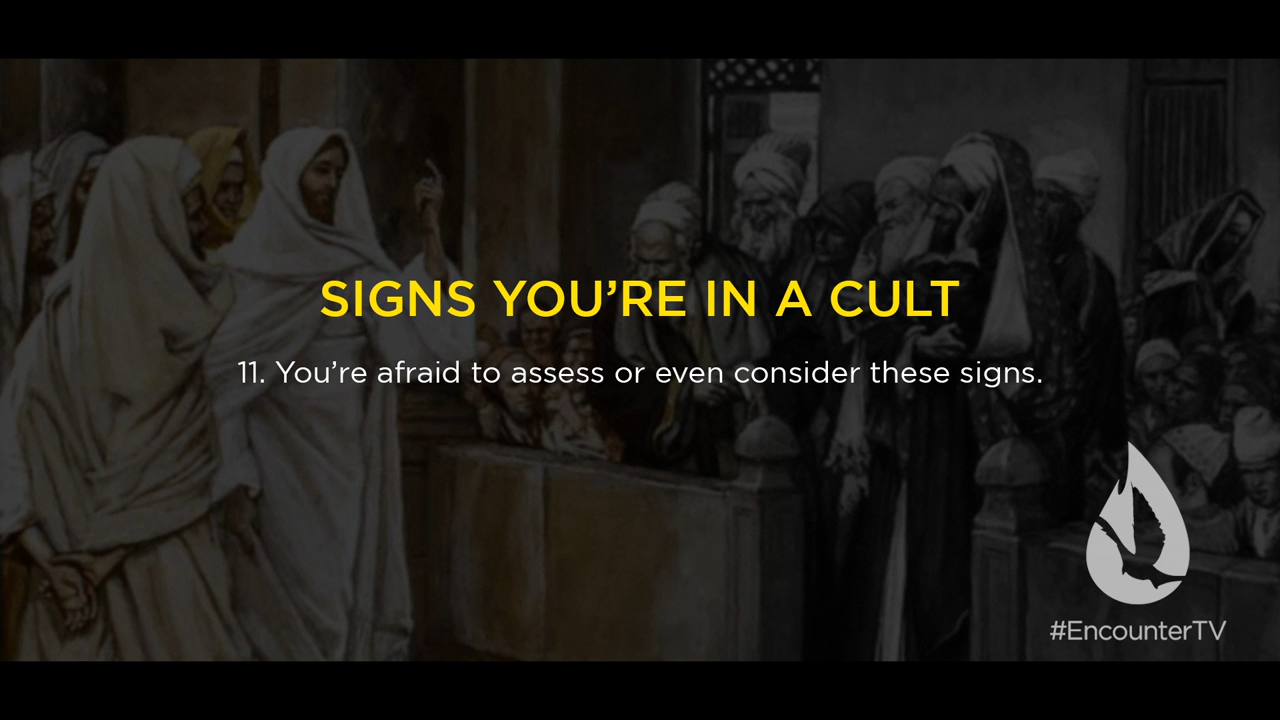 SIGNS YOU’RE IN A CULT
11. You’re afraid to assess or even consider these signs.
#EncounterTV